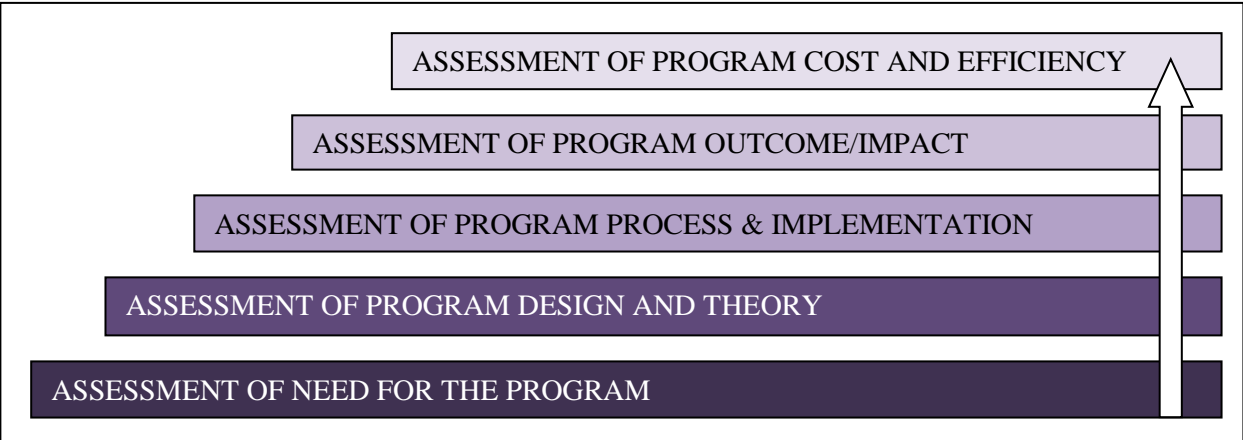 ASSESSMENT OF PROGRAM COST AND EFFICIENCY
ASSESSMENT OF PROGRAM OUTCOME/IMPACT
ASSESSMENT OF PROGRAM PROCESS & IMPLEMENTATION
ASSESSMENT OF PROGRAM DESIGN AND THEORY
ASSESSMENT OF NEED FOR THE PROGRAM